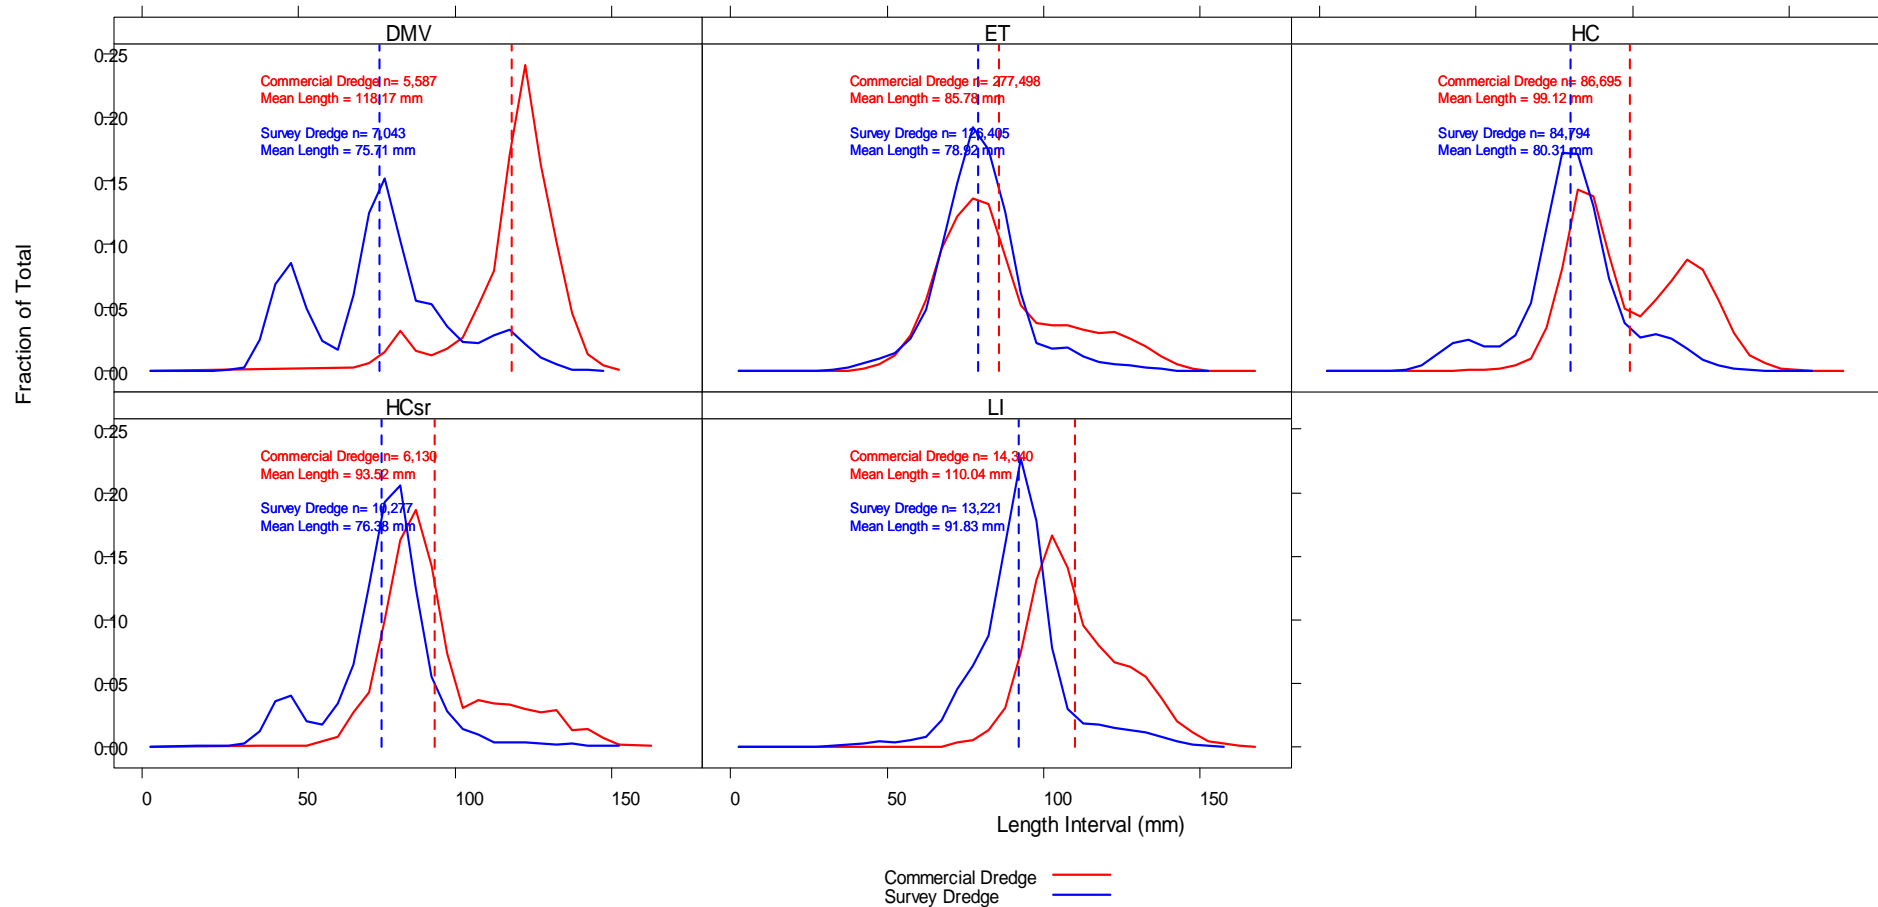 DMV
ET
HC
Commercial Dredge n= 5,587
Mean Length = 118.17 mm
Survey Dredge n= 7,043
Mean Length = 75.71 mm
Commercial Dredge n= 277,498
Mean Length = 85.78 mm
Survey Dredge n= 126,405
Mean Length = 78.92 mm
Commercial Dredge n= 86,695
Mean Length = 99.12 mm
Survey Dredge n= 84,794
Mean Length = 80.31 mm
0.25
0.20
0.15
0.10
0.05
0.00
Fraction of Total
HCsr
LI
Commercial Dredge n= 6,130
Mean Length = 93.52 mm
Survey Dredge n= 10,277
Mean Length = 76.38 mm
Commercial Dredge n= 14,340
Mean Length = 110.04 mm
Survey Dredge n= 13,221
Mean Length = 91.83 mm
0.25
0.20
0.15
0.10
0.05
0.00
0 50 100 150
0 50 100 150
Length Interval (mm)
Commercial Dredge
Survey Dredge